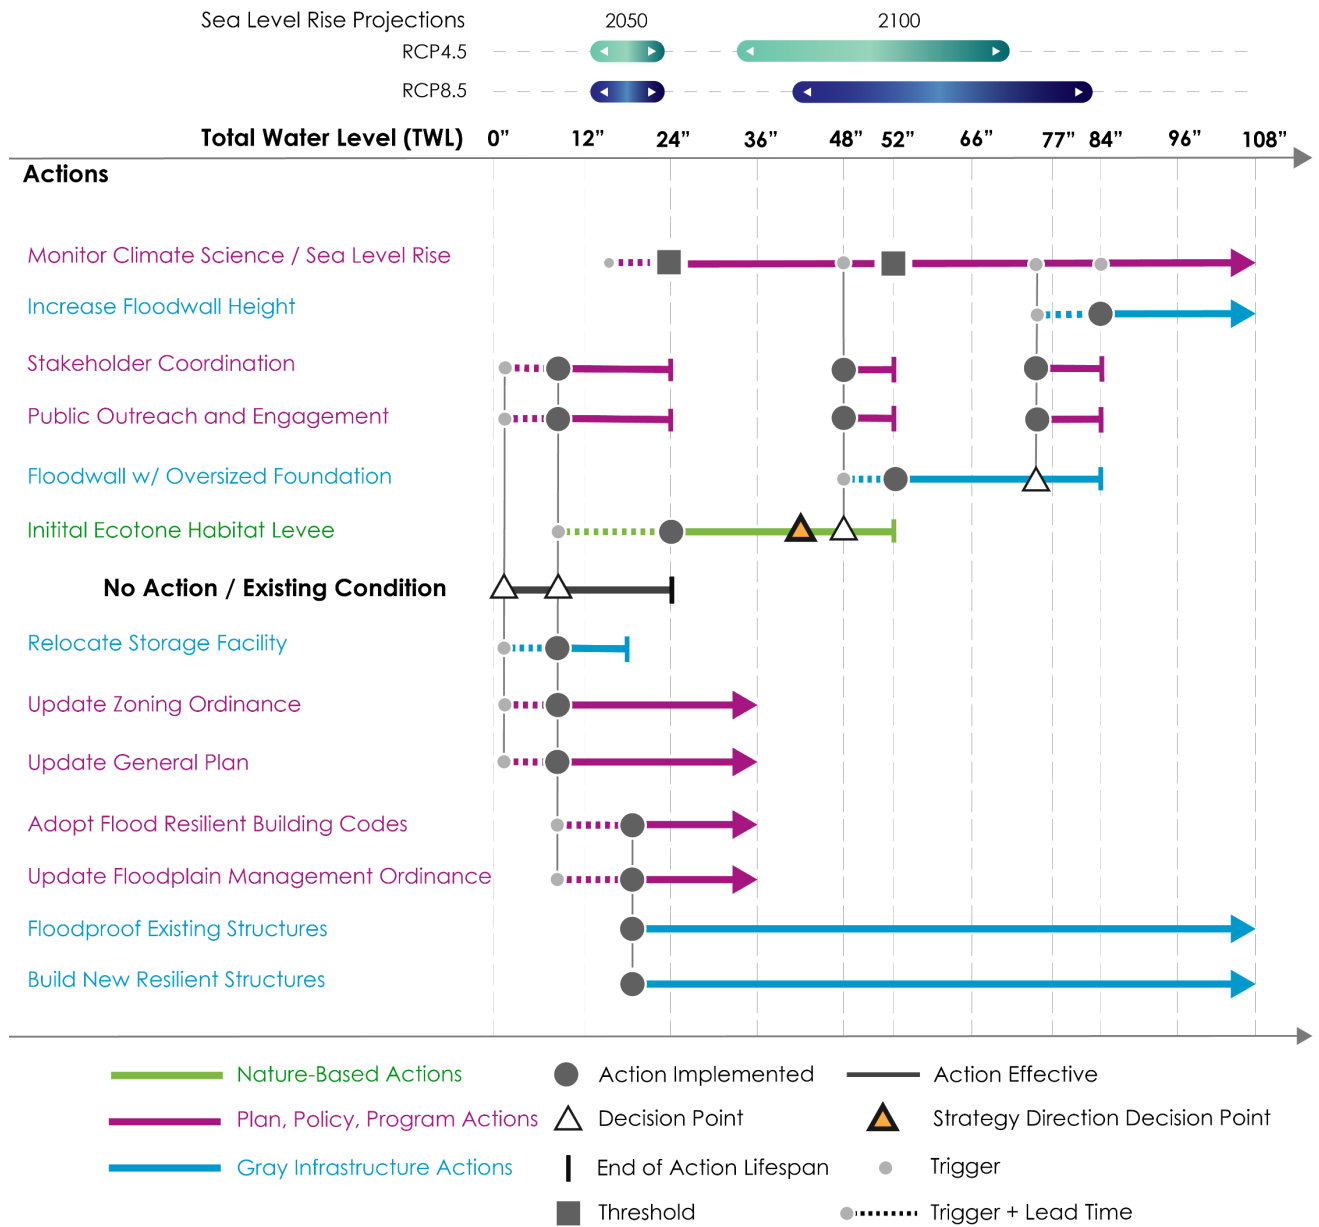 Sea Level Rise Projections 2050 2100
RCP4.5
RCP8.5
Total Water Level (TWL) 0” 12” 24” 36” 48” 52” 66” 77” 84” 96” 108”
Actions
Monitor Climate Science / Sea Level Rise
Increase Floodwall Height
Stakeholder Coordination
Public Outreach and Engagement
Floodwall w/ Oversized Foundation
Initital Ecotone Habitat Levee
No Action / Existing Condition
Relocate Storage Facility
Update Zoning Ordinance
Update General Plan
Adopt Flood Resilient Building Codes
Update Floodplain Management Ordinance
Floodproof Existing Structures
Build New Resilient Structures
Nature-Based Actions Action Implemented Action Effective
Plan, Policy, Program Actions Decision Point Strategy Direction Decision Point
Gray Infrastructure Actions End of Action Lifespan Trigger
Threshold Trigger + Lead Time